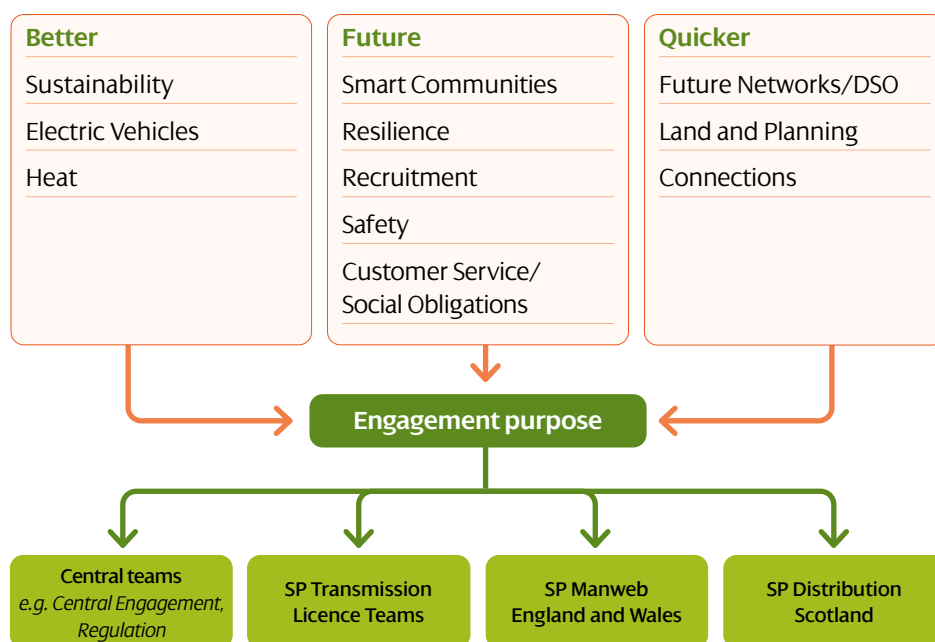 Better
Sustainability
Electric Vehicles
Heat
Future
Smart Communities
Resilience
Recruitment
Safety
Customer Service/
Social Obligations
Quicker
Future Networks/DSO
Land and Planning
Connections
Engagement purpose
Central teams
e.g. Central Engagement,
Regulation
SP Transmission
Licence Teams
SP Manweb
England and Wales
SP Distribution
Scotland